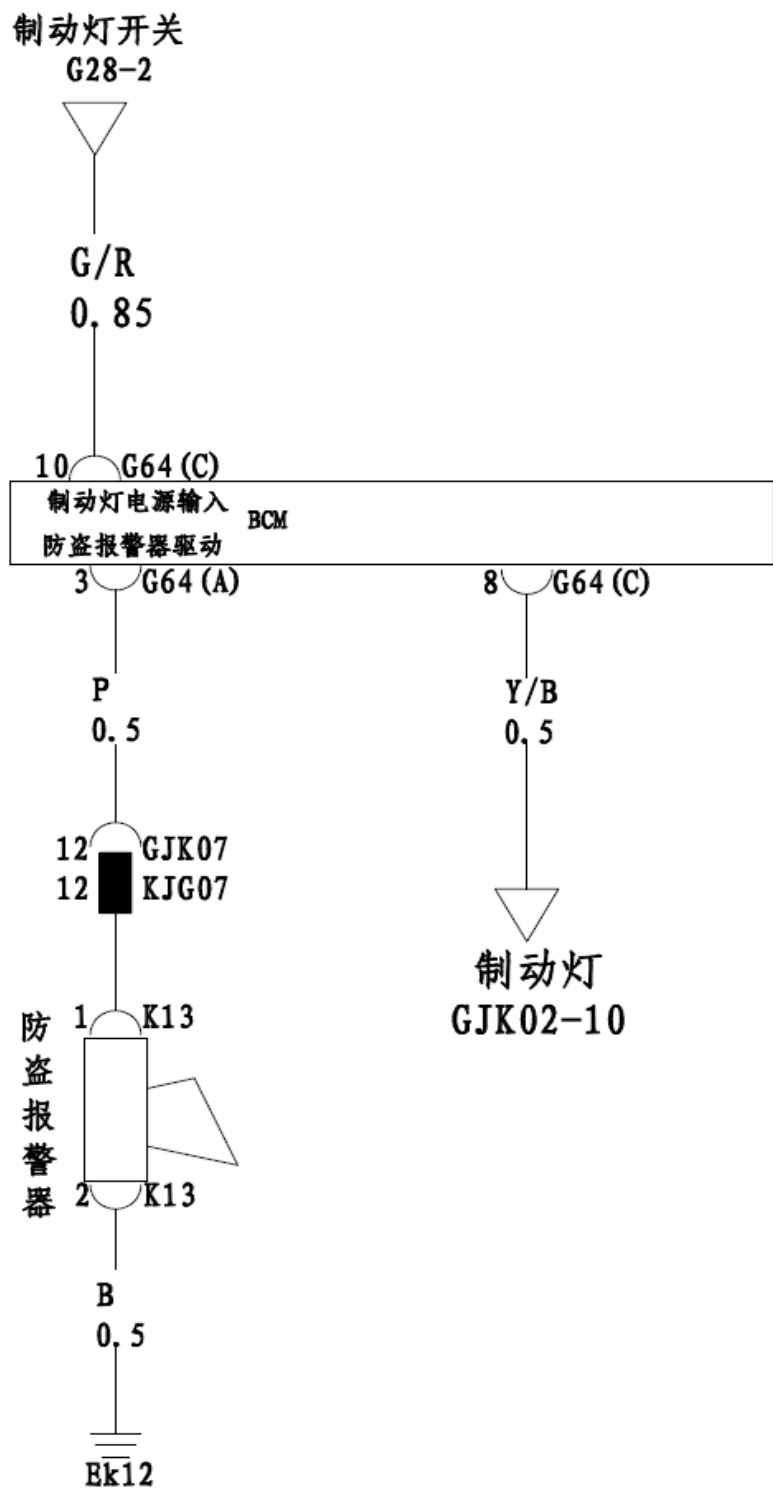 制动灯开关
G28-2
G/R
0.85
10 G64(C)
制动灯电源输入
BCM
防盗报警器驱动
3 G64(A)
8 G64(C)
P
0.5
Y/B
0.5
12 GJK07
12 KJG07
制动灯
GJK02-10
1 K13
防盗报警器
2 K13
B
0.5
Ek12